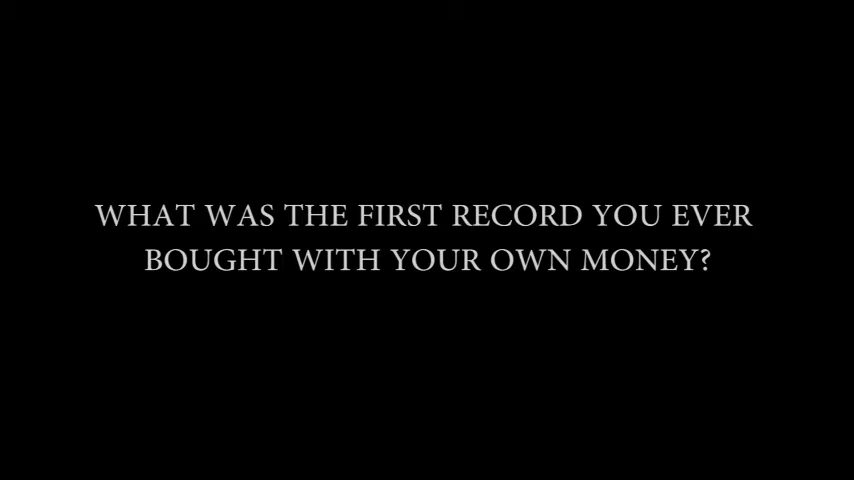 WHAT WAS THE FIRST RECORD YOU EVER
BOUGHT WITH YOUR OWN MONEY?